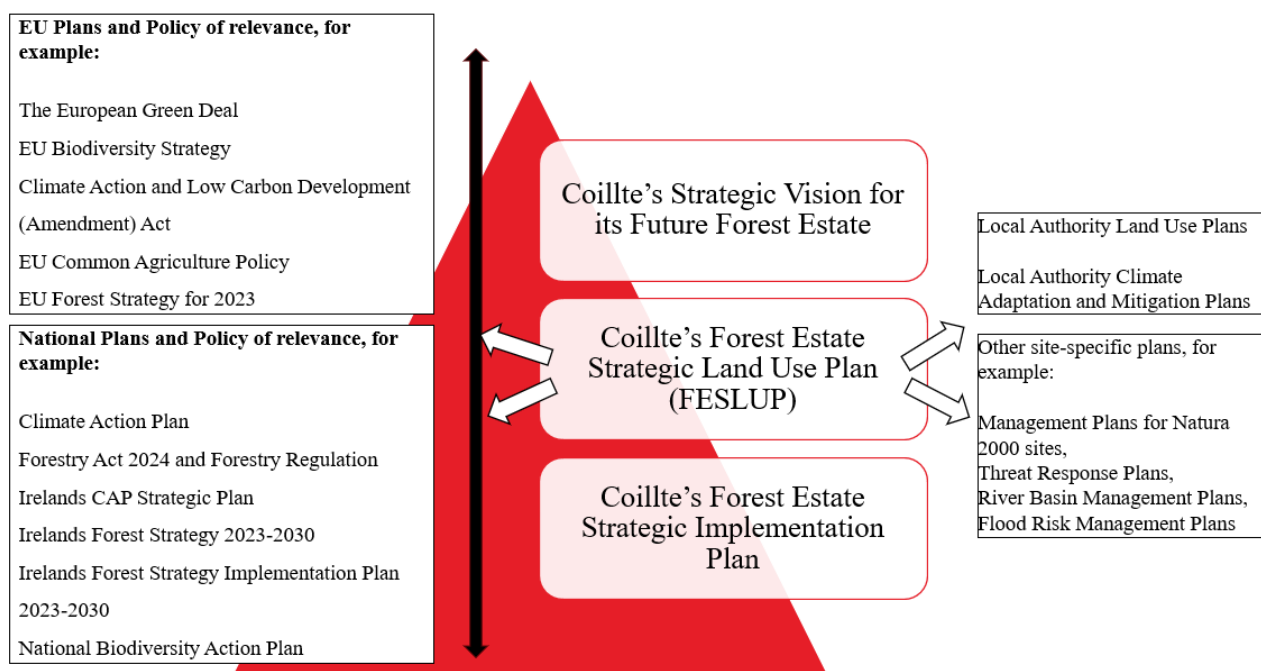 EU Plans and Policy of relevance, for
example:
The European Green Deal
EU Biodiversity Strategy
Climate Action and Low Carbon Development
(Amendment) Act
EU Common Agriculture Policy
EU Forest Strategy for 2023
National Plans and Policy of relevance, for
example:
Climate Action Plan
Forestry Act 2024 and Forestry Regulation
Irelands CAP Strategic Plan
Irelands Forest Strategy 2023-2030
Irelands Forest Strategy Implementation Plan
2023-2030
National Biodiversity Action Plan
Coillte’s Strategic Vision for
its Future Forest Estate
Coillte’s Forest Estate
Strategic Land Use Plan
(FESLUP)
Coillte’s Forest Estate
Strategic Implementation
Plan
Local Authority Land Use Plans
Local Authority Climate
Adaptation and Mitigation Plans
Other site-specific plans, for
example:
Management Plans for Natura
2000 sites,
Threat Response Plans,
River Basin Management Plans,
Flood Risk Management Plans